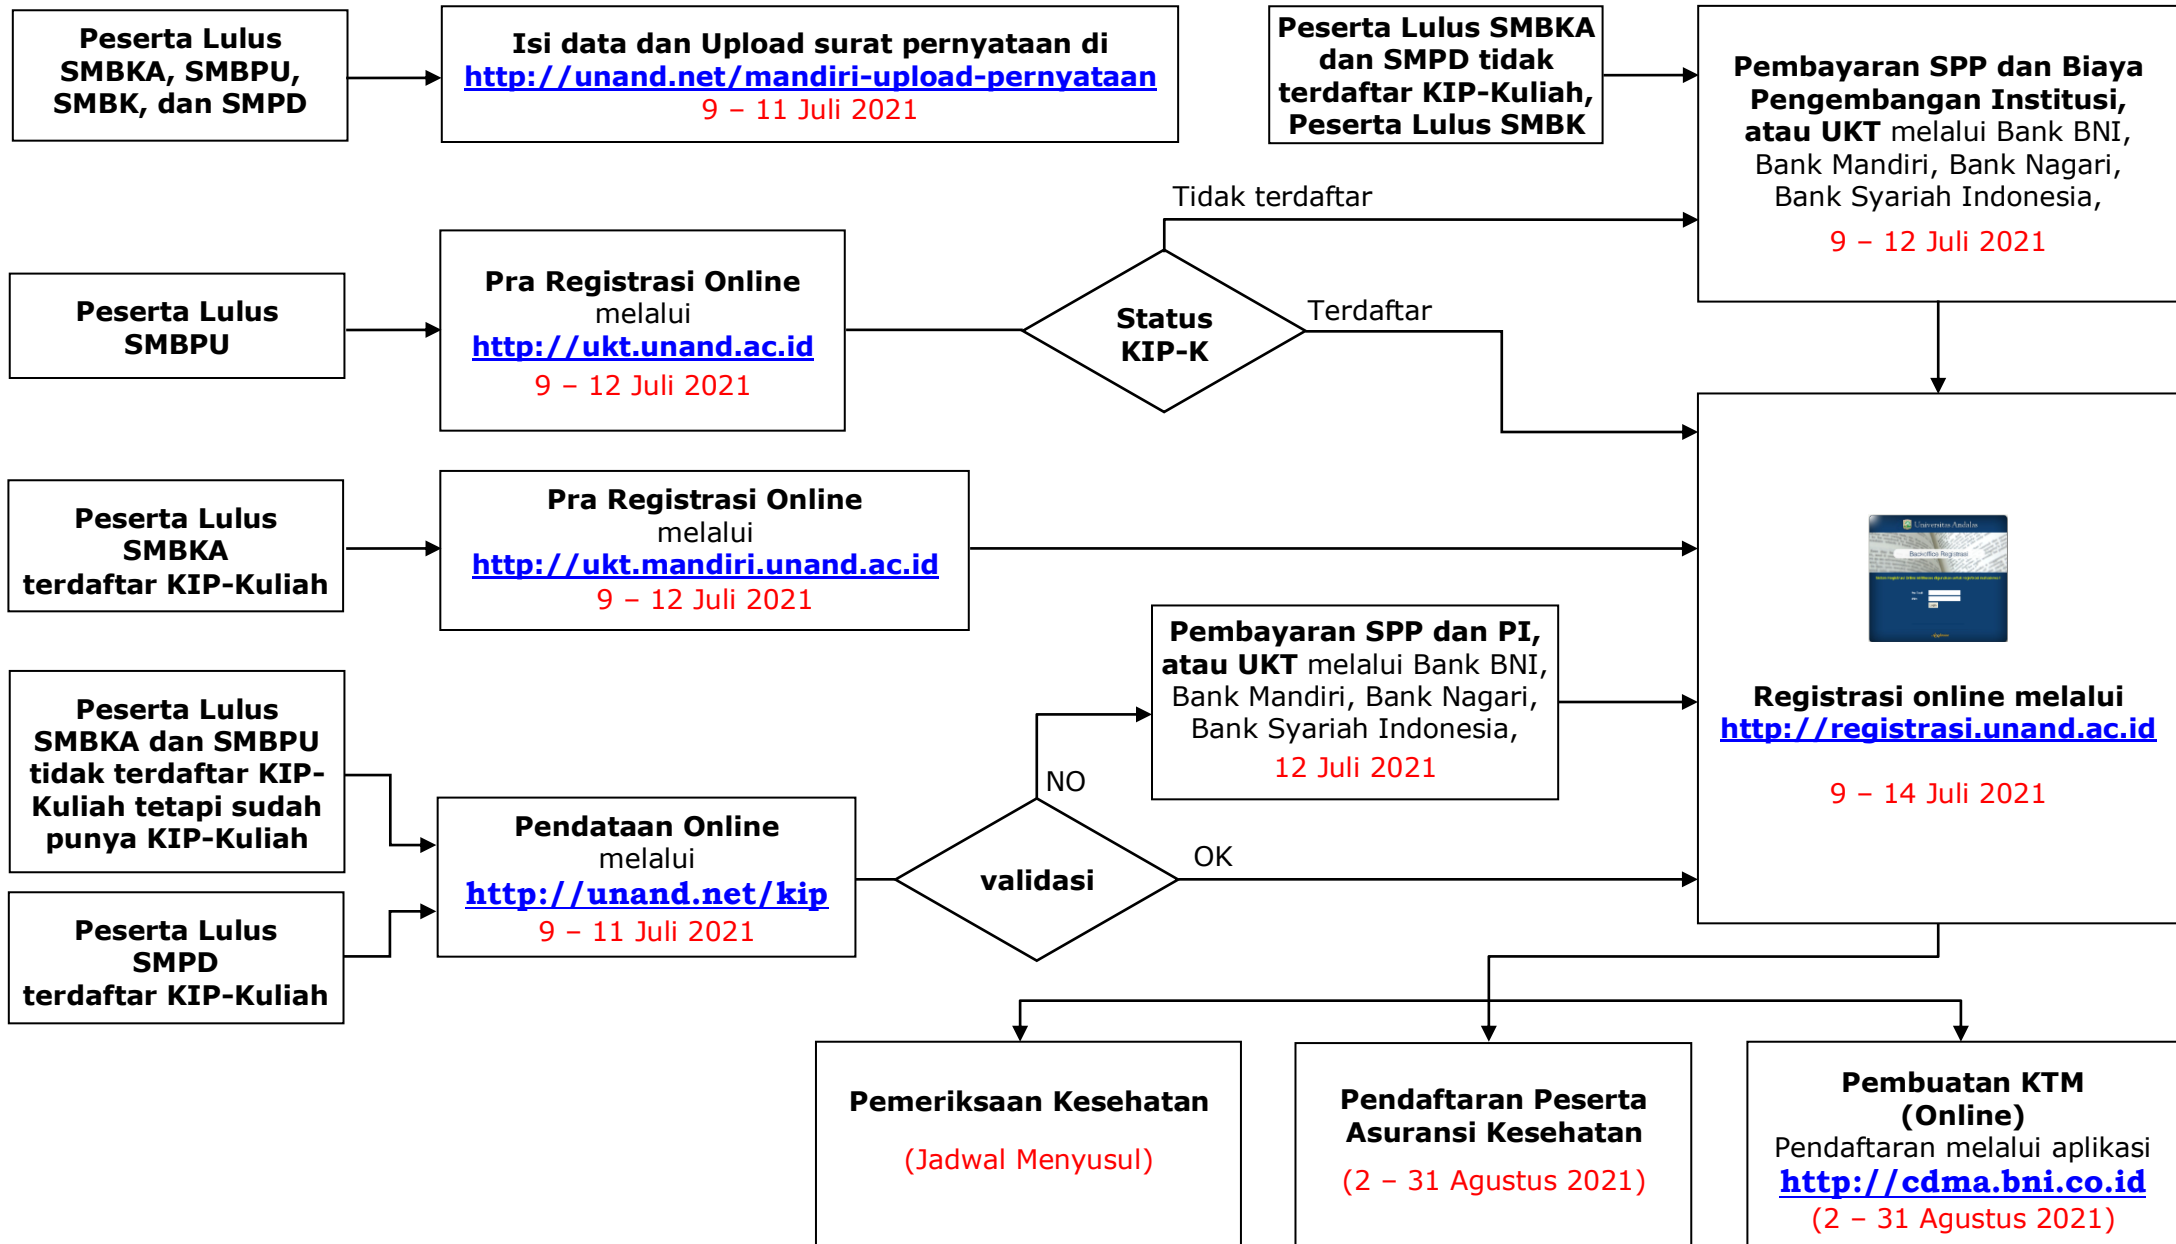 Peserta Lulus
SMBKA, SMBPU,
SMBK, dan SMPD
Isi data dan Upload surat pernyataan di
http://unand.net/mandiri-upload-pernyataan
9 – 11 Juli 2021
Peserta Lulus SMBKA
dan SMPD tidak
terdaftar KIP-Kuliah,
Peserta Lulus SMBK
Pembayaran SPP dan Biaya
Pengembangan Institusi,
atau UKT melalui Bank BNI,
Bank Mandiri, Bank Nagari,
Bank Syariah Indonesia,
9 – 12 Juli 2021
Peserta Lulus
SMBPU
Pra Registrasi Online
melalui
http://ukt.unand.ac.id
9 – 12 Juli 2021
Status
KIP-K
Tidak terdaftar
Terdaftar
Peserta Lulus
SMBKA
terdaftar KIP-Kuliah
Pra Registrasi Online
melalui
http://ukt.mandiri.unand.ac.id
9 – 12 Juli 2021
Peserta Lulus
SMBKA dan SMBPU
tidak terdaftar KIP-
Kuliah tetapi sudah
punya KIP-Kuliah
Peserta Lulus
SMPD
terdaftar KIP-Kuliah
Pendataan Online
melalui
http://unand.net/kip
9 – 11 Juli 2021
validasi
NO
OK
Pembayaran SPP dan PI,
atau UKT melalui Bank BNI,
Bank Mandiri, Bank Nagari,
Bank Syariah Indonesia,
12 Juli 2021
Universitas Andalas
Backoffice Registrasi
Registrasi online melalui
http://registrasi.unand.ac.id
9 – 14 Juli 2021
Pemeriksaan Kesehatan
(Jadwal Menyusul)
Pendaftaran Peserta
Asuransi Kesehatan
(2 – 31 Agustus 2021)
Pembuatan KTM
(Online)
Pendaftaran melalui aplikasi
http://cdma.bni.co.id
(2 – 31 Agustus 2021)